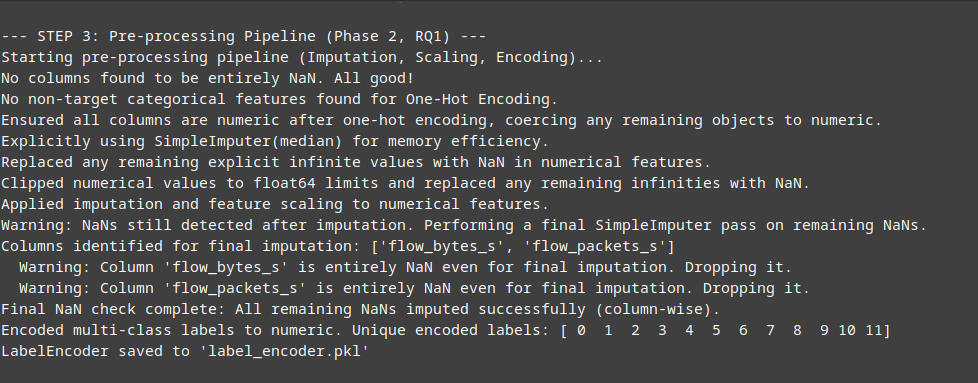 --- STEP 3: Pre-processing Pipeline (Phase 2, RQ1) ---
Starting pre-processing pipeline (Imputation, Scaling, Encoding)...
No columns found to be entirely NaN. All good!
No non-target categorical features found for One-Hot Encoding.
Ensured all columns are numeric after one-hot encoding, coercing any remaining objects to numeric.
Explicitly using SimpleImputer(median) for memory efficiency.
Replaced any remaining explicit infinite values with NaN in numerical features.
Clipped numerical values to float64 limits and replaced any remaining infinities with NaN.
Applied imputation and feature scaling to numerical features.
Warning: NaNs still detected after imputation. Performing a final SimpleImputer pass on remaining NaNs.
Columns identified for final imputation: ['flow_bytes_s', 'flow_packets_s']
  Warning: Column 'flow_bytes_s' is entirely NaN even for final imputation. Dropping it.
  Warning: Column 'flow_packets_s' is entirely NaN even for final imputation. Dropping it.
Final NaN check complete: All remaining NaNs imputed successfully (column-wise).
Encoded multi-class labels to numeric. Unique encoded labels: [ 0  1  2  3  4  5  6  7  8  9 10 11]
LabelEncoder saved to 'label_encoder.pkl'